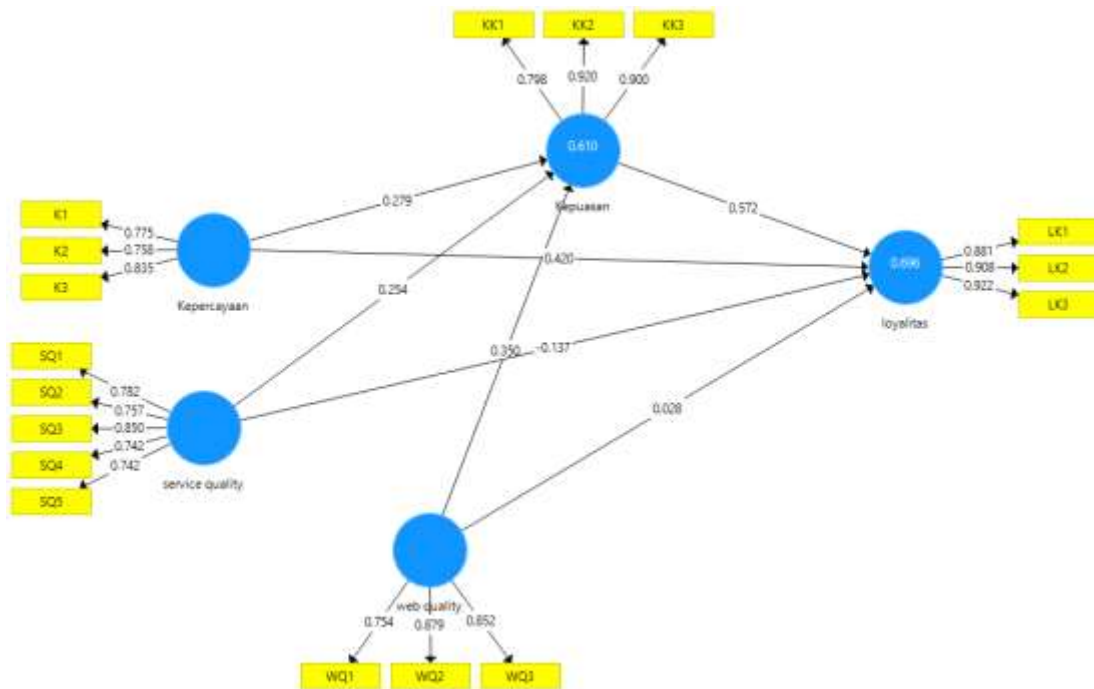 KK1 KK2 KK3
0.798 0.920 0.900
0.610
Kepuasan
0.279
0.572
K1
K2
K3
0.775
0.758
0.835
Kepercayaan
0.420
0.254
LK1
LK2
LK3
0.881
0.908
0.922
0.696
loyalitas
SQ1
SQ2
SQ3
SQ4
SQ5
0.782
0.757
0.850
0.742
0.742
service quality
0.350
-0.137
0.028
web quality
0.754 0.879 0.852
WQ1 WQ2 WQ3